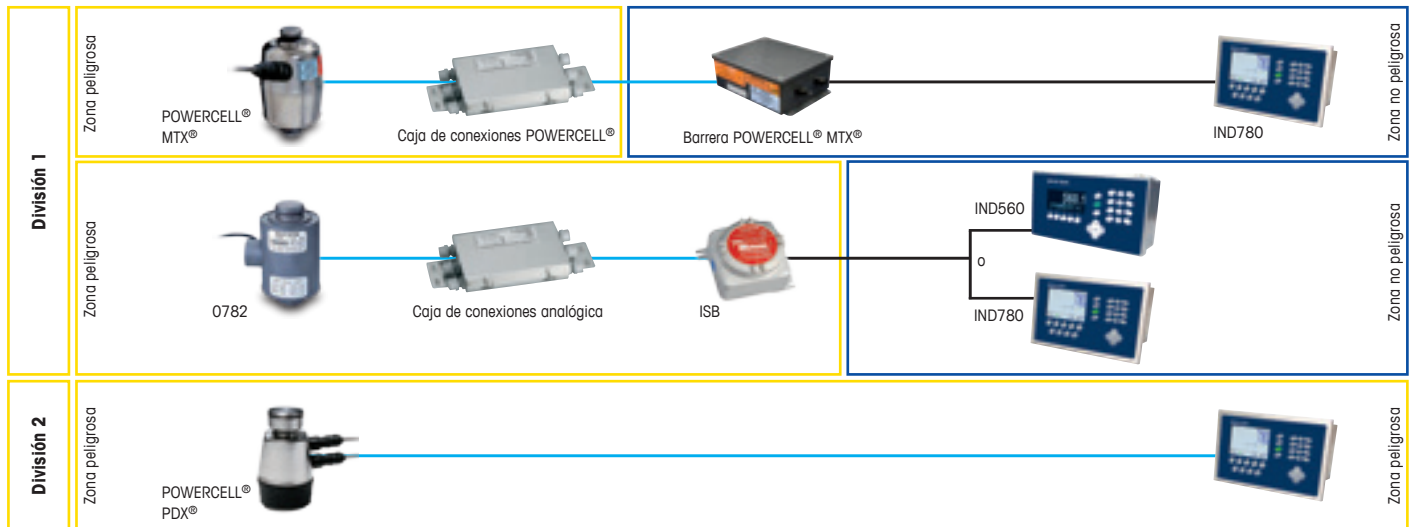 División 1
Zona peligrosa
POWERCELL®
MTX®
Caja de conexiones POWERCELL®
Barrera POWERCELL® MTX®
IND780
Zona no peligrosa
Zona peligrosa
0782
Caja de conexiones analógica
ISB
IND560
o
IND780
Zona no peligrosa
División 2
Zona peligrosa
POWERCELL®
PDX®
Zona peligrosa